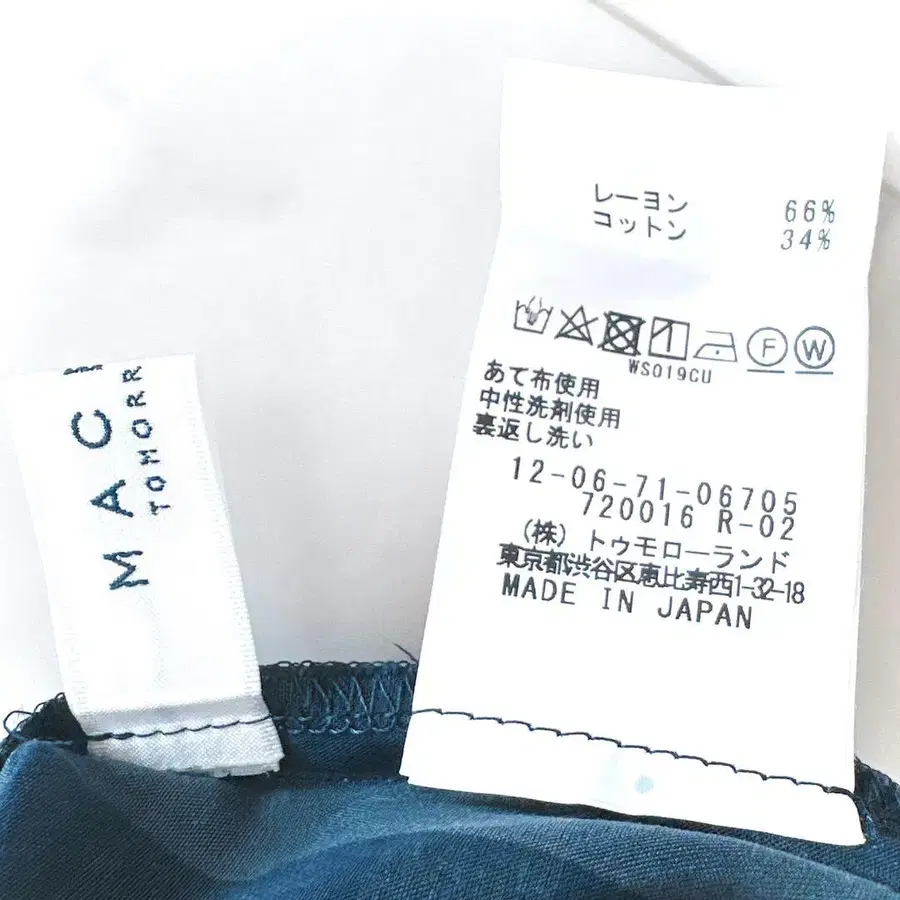 MAC
TOMORR
レーヨン 66%
コットン 34%
F W
WS019CU
あて布使用
中性洗剤使用
裏返し洗い
12-06-71-06705
720016 R-02
(株) トゥモローランド
東京都渋谷区恵比寿西1-32-18
MADE IN JAPAN